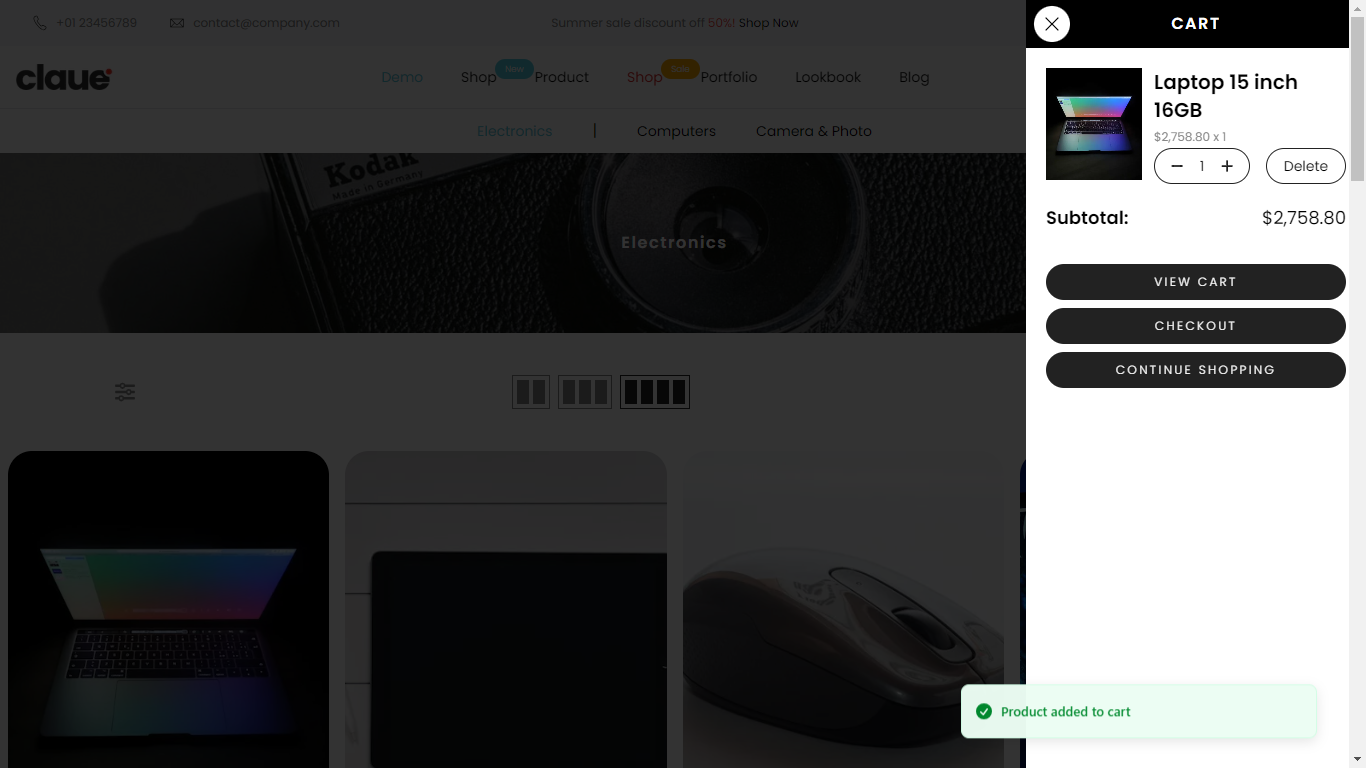 +01 23456789
contact@company.com
Summer sale discount off 50%! Shop Now
claue
Demo
Shop
New
Product
Shop
Sale
Portfolio
Lookbook
Blog
Electronics
|
Computers
Camera & Photo
Kodak
Made in Germany
Electronics
CART
Laptop 15 inch
16GB
$2,758.80 x 1
1
Delete
Subtotal:
$2,758.80
VIEW CART
CHECKOUT
CONTINUE SHOPPING
Product added to cart